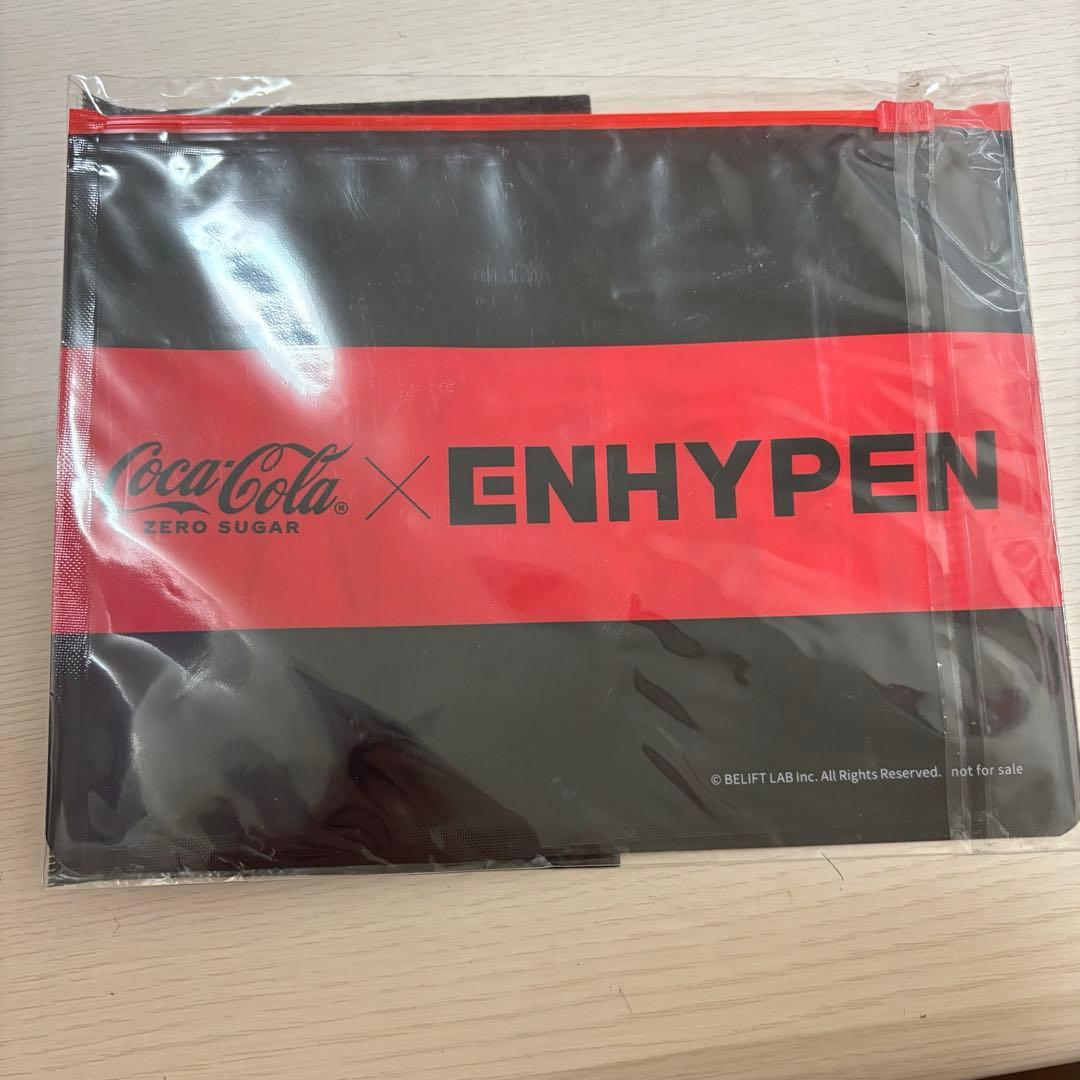 Coca-Cola® × ENHYPEN
ZERO SUGAR
© BELIFT LAB Inc. All Rights Reserved. not for sale